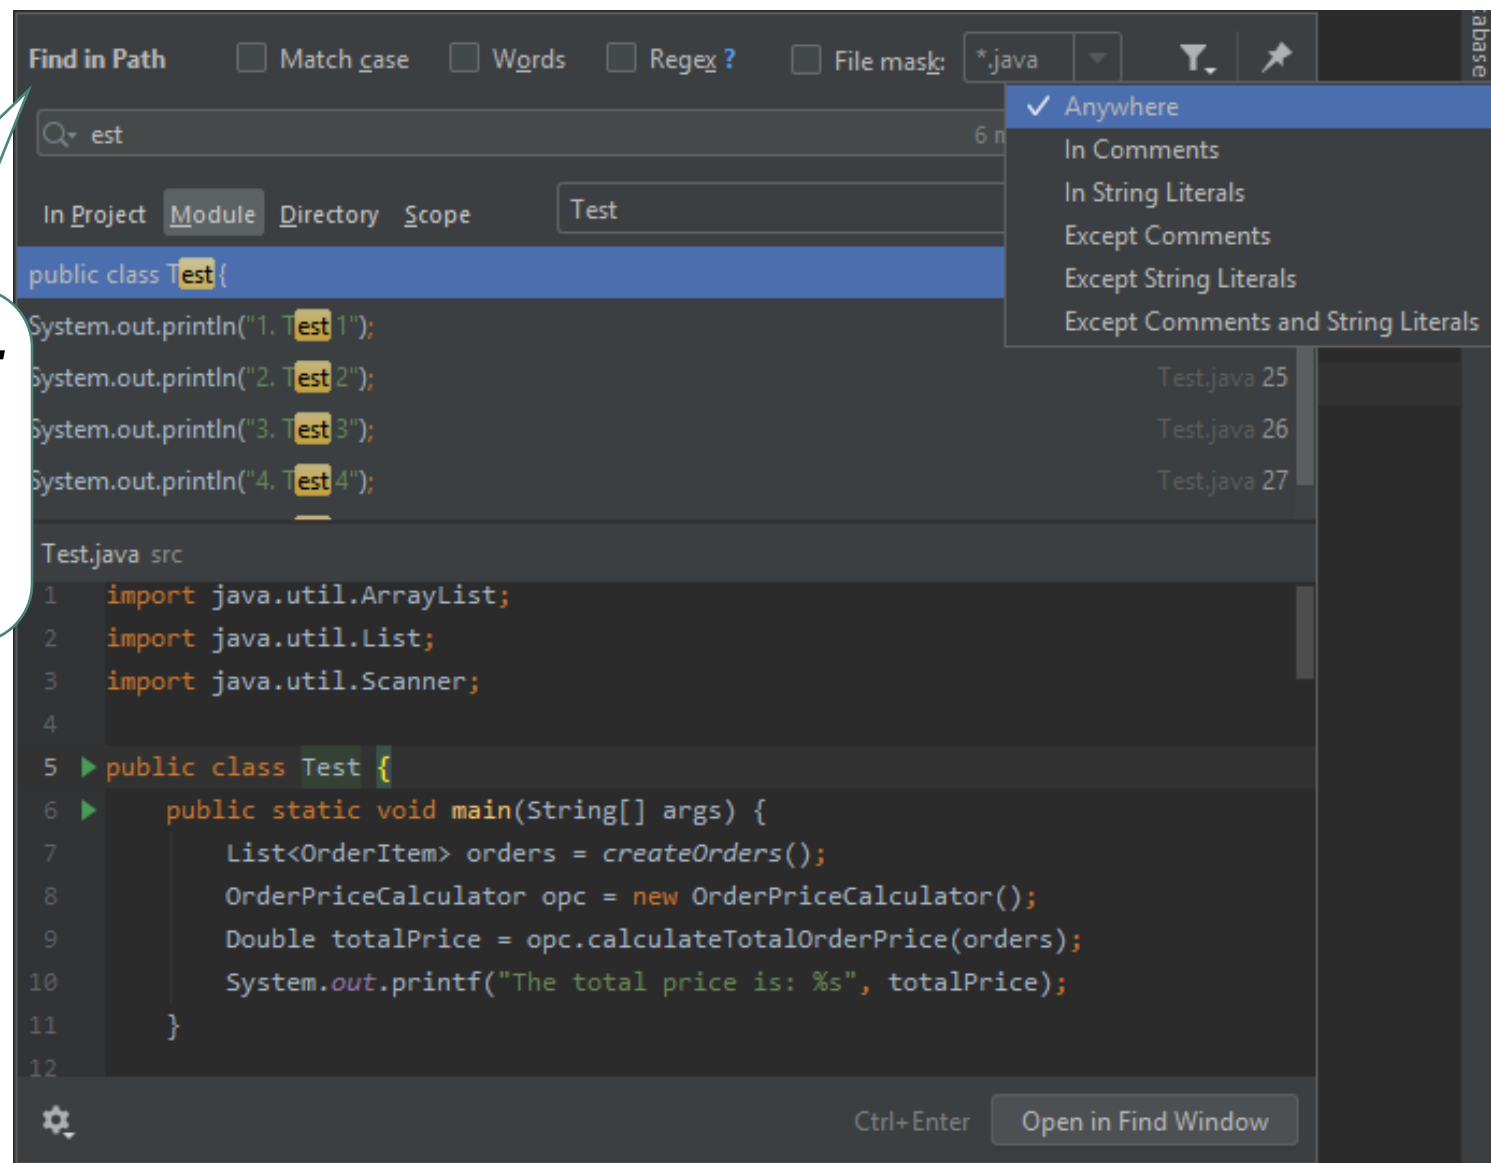 Find in Path Match case Words Regex ? File mask: *.java
est 6
In Project Module Directory Scope Test
Anywhere
In Comments
In String Literals
Except Comments
Except String Literals
Except Comments and String Literals
public class Test {
System.out.println("1. Test 1");
System.out.println("2. Test 2"); Test.java 25
System.out.println("3. Test 3"); Test.java 26
System.out.println("4. Test 4"); Test.java 27
Test.java src
1 import java.util.ArrayList;
2 import java.util.List;
3 import java.util.Scanner;
4
5 public class Test {
6 public static void main(String[] args) {
7 List<OrderItem> orders = createOrders();
8 OrderPriceCalculator opc = new OrderPriceCalculator();
9 Double totalPrice = opc.calculateTotalOrderPrice(orders);
10 System.out.printf("The total price is: %s", totalPrice);
11 }
12
Ctrl+Enter Open in Find Window